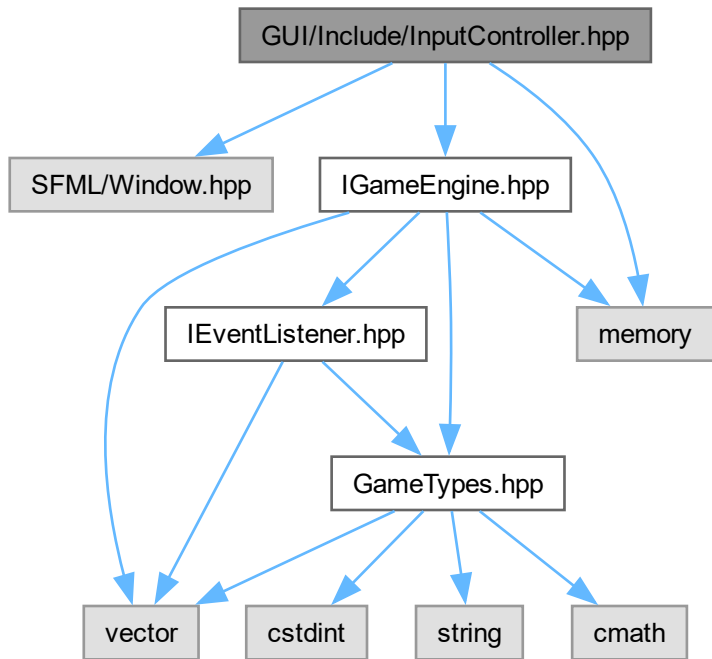 GUI/Include/InputController.hpp
SFML/Window.hpp
IGameEngine.hpp
IEventListener.hpp
memory
GameTypes.hpp
vector
cstdint
string
cmath